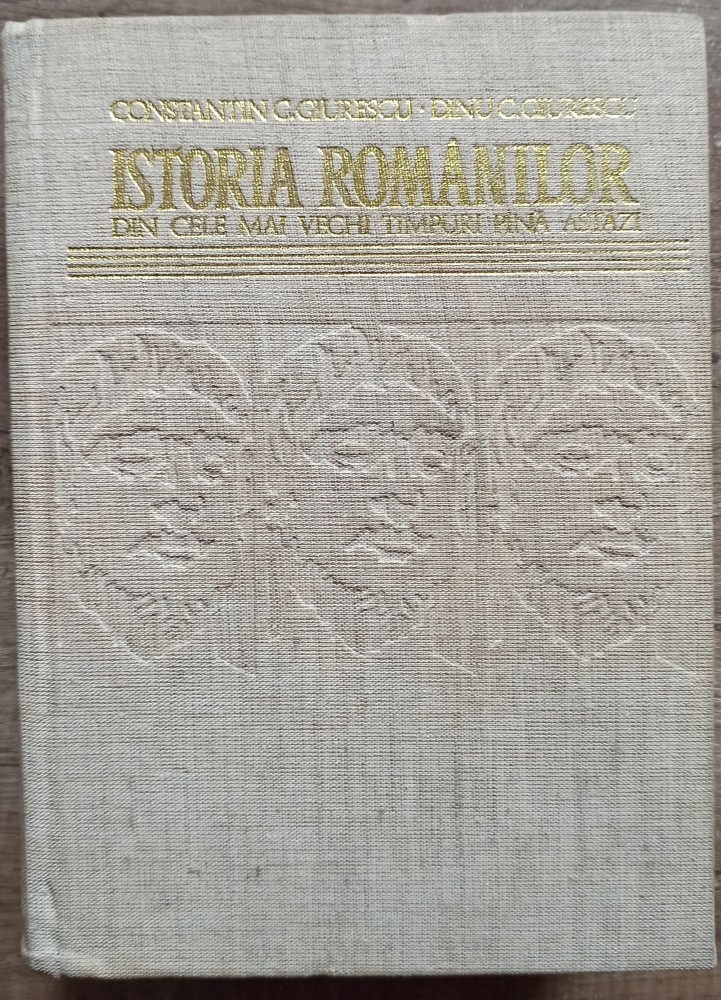 CONSTANTIN C. GIURESCU · DINU C. GIURESCU
ISTORIA ROMÂNILOR
DIN CELE MAI VECHI TIMPURI PÎNĂ ASTĂZI